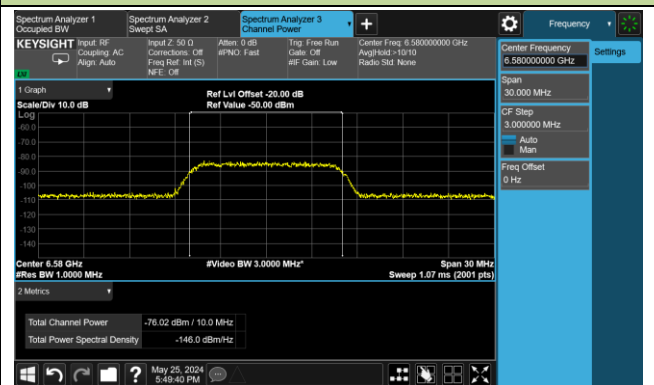 Spectrum Analyzer 1
Occupied BW
Spectrum Analyzer 2
Swept SA
Spectrum Analyzer 3
Channel Power
Frequency
KEYSIGHT
Input: RF
Coupling: AC
Align: Auto
Input Z: 50 Ω
Corrections: Off
Freq Ref: Int (S)
NFE: Off
Atten: 0 dB
#PNO: Fast
Trig: Free Run
Gate: Off
#IF Gain: Low
Center Freq: 6.580000000 GHz
Avg|Hold:>10/10
Radio Std: None
1 Graph
Scale/Div 10.0 dB
Ref Lvl Offset -20.00 dB
Ref Value -50.00 dBm
Log
-60.0
-70.0
-80.0
-90.0
-100
-110
-120
-130
-140
Center 6.58 GHz
#Res BW 1.0000 MHz
#Video BW 3.0000 MHz*
Span 30 MHz
Sweep 1.07 ms (2001 pts)
2 Metrics
Total Channel Power
-76.02 dBm / 10.0 MHz
Total Power Spectral Density
-146.0 dBm/Hz
May 25, 2024
5:49:40 PM
Center Frequency
6.580000000 GHz
Settings
Span
30.000 MHz
CF Step
3.000000 MHz
Auto
Man
Freq Offset
0 Hz